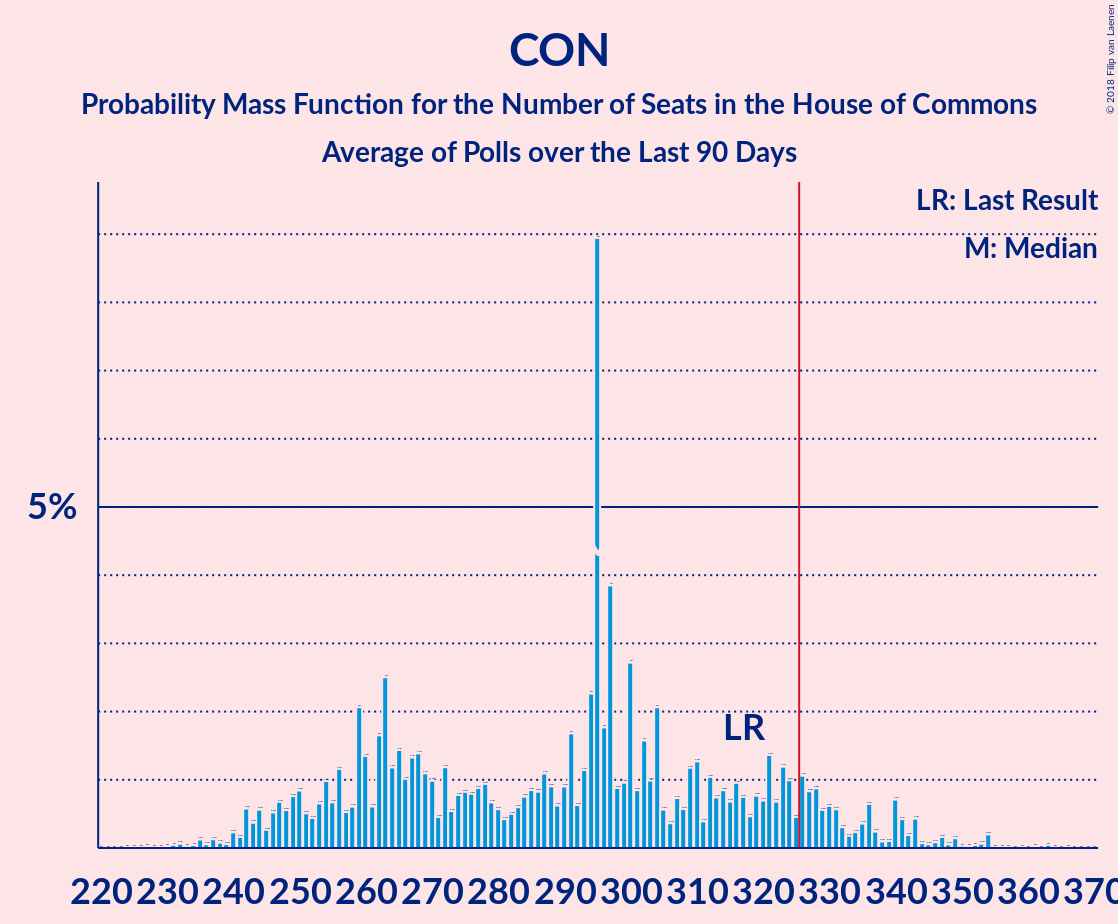 CON
Probability Mass Function for the Number of Seats in the House of Commons
Average of Polls over the Last 90 Days
© 2018 Filip van Laenen
LR: Last Result
M: Median
5%
LR
220 230 240 250 260 270 280 290 300 310 320 330 340 350 360 370